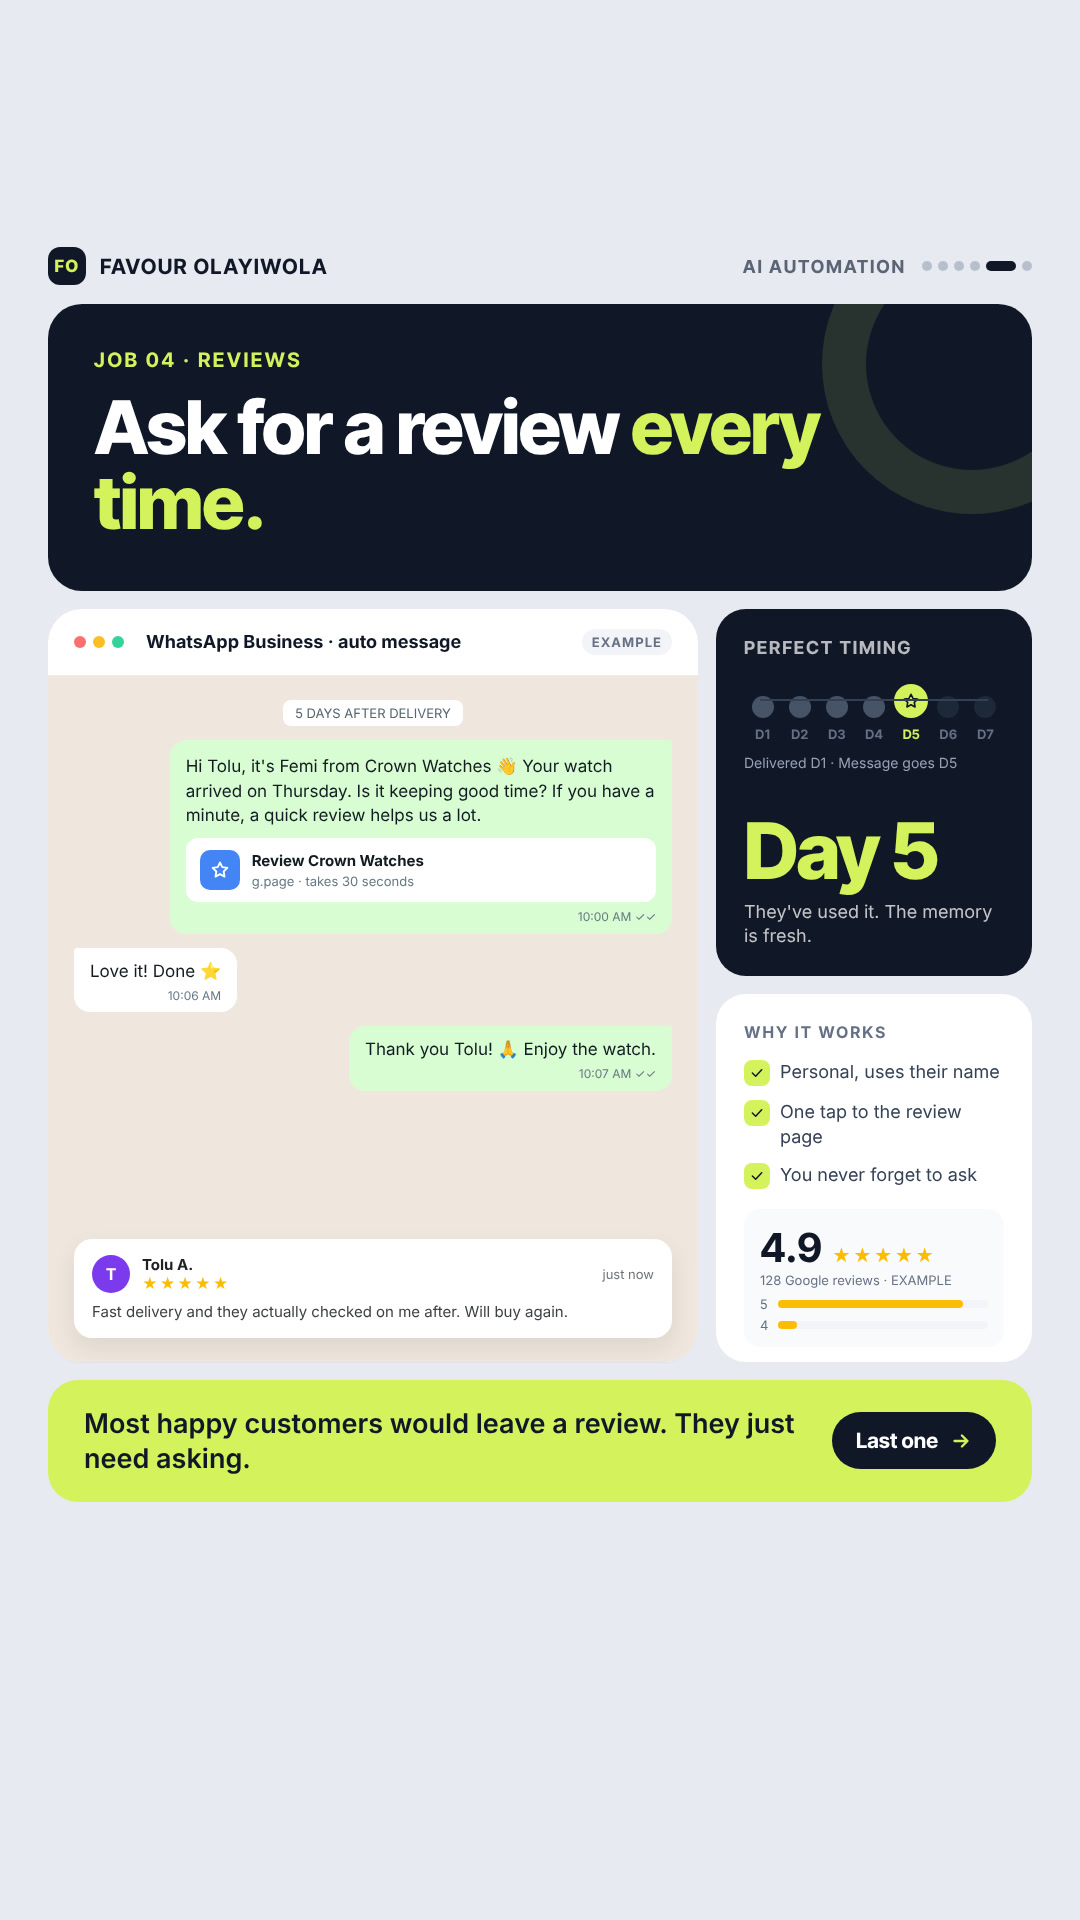 FO FAVOUR OLAYIWOLA
AI AUTOMATION
JOB 04 · REVIEWS
Ask for a review every
time.
WhatsApp Business · auto message
EXAMPLE
5 DAYS AFTER DELIVERY
Hi Tolu, it's Femi from Crown Watches 👋 Your watch
arrived on Thursday. Is it keeping good time? If you have a
minute, a quick review helps us a lot.
Review Crown Watches
g.page · takes 30 seconds
10:00 AM ✓✓
Love it! Done ⭐
10:06 AM
Thank you Tolu! 🙏 Enjoy the watch.
10:07 AM ✓✓
T
Tolu A.
★★★★★
just now
Fast delivery and they actually checked on me after. Will buy again.
PERFECT TIMING
D1 D2 D3 D4 D5 D6 D7
Delivered D1 · Message goes D5
Day 5
They've used it. The memory
is fresh.
WHY IT WORKS
Personal, uses their name
One tap to the review
page
You never forget to ask
4.9 ★★★★★
128 Google reviews · EXAMPLE
5
4
Most happy customers would leave a review. They just
need asking.
Last one →